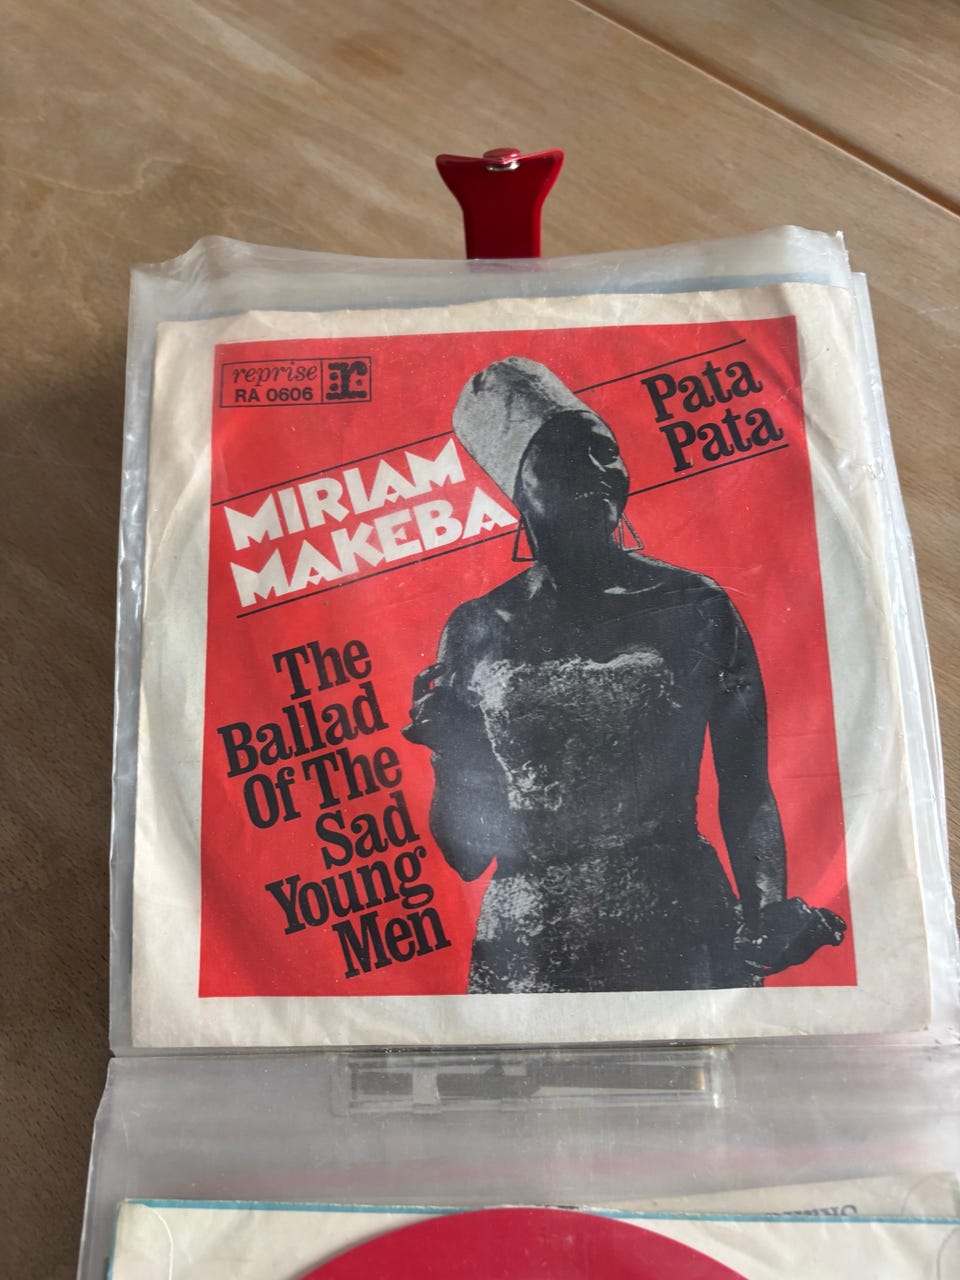 reprise r:
RA 0606
Pata
Pata
MIRIAM
MAKEBA
The
Ballad
Of The
Sad
Young
Men